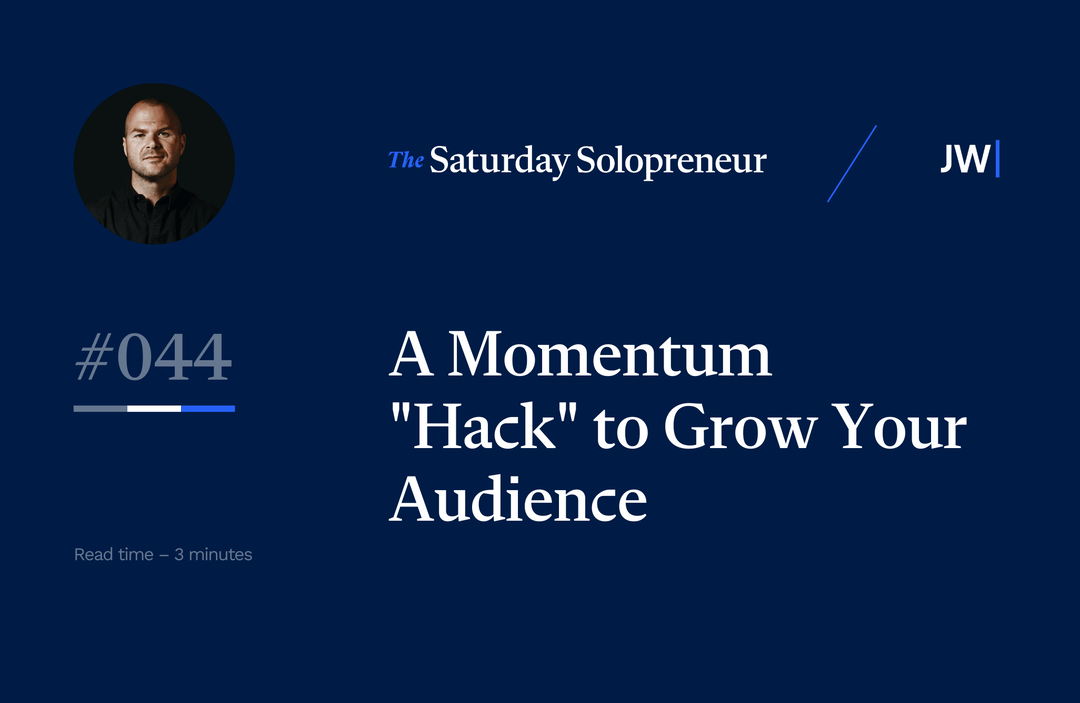 The Saturday Solopreneur
JW
#044
A Momentum
"Hack" to Grow Your
Audience
Read time – 3 minutes